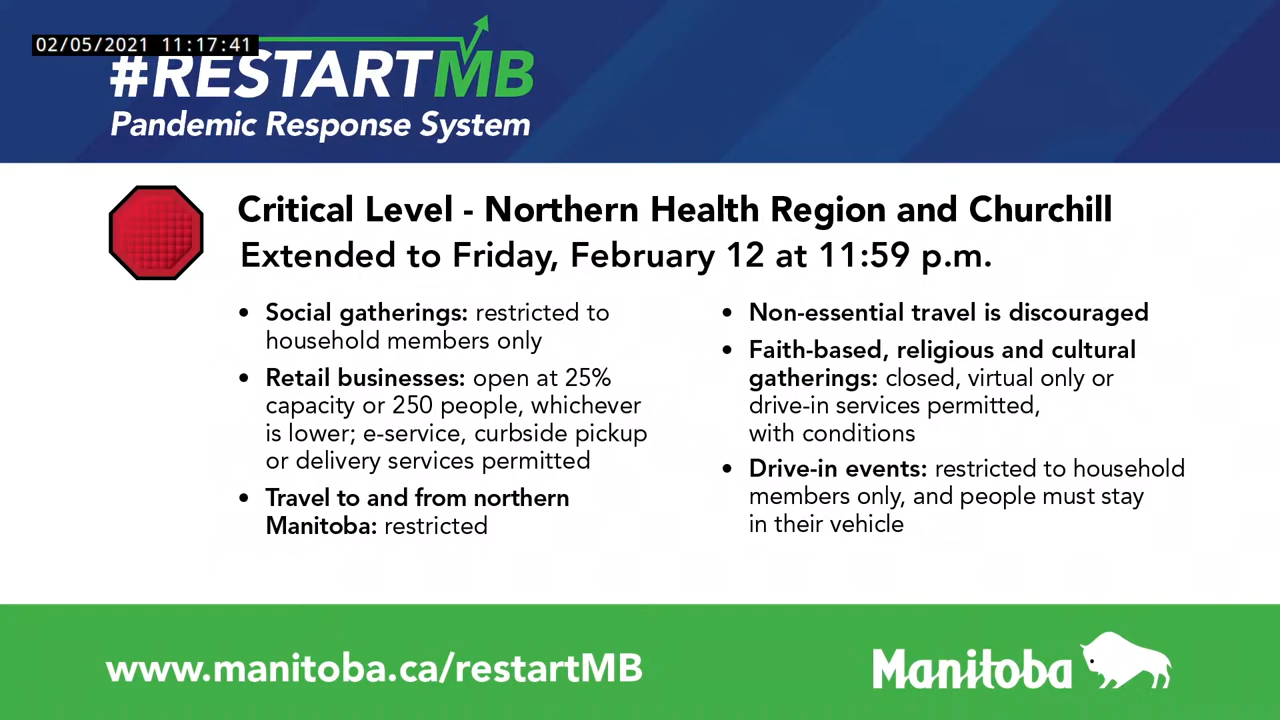 02/05/2021 11:17:41
#RESTARTMB
Pandemic Response System
Critical Level - Northern Health Region and Churchill
Extended to Friday, February 12 at 11:59 p.m.
• Social gatherings: restricted to
household members only
• Retail businesses: open at 25%
capacity or 250 people, whichever
is lower; e-service, curbside pickup
or delivery services permitted
• Travel to and from northern
Manitoba: restricted
• Non-essential travel is discouraged
• Faith-based, religious and cultural
gatherings: closed, virtual only or
drive-in services permitted,
with conditions
• Drive-in events: restricted to household
members only, and people must stay
in their vehicle
www.manitoba.ca/restartMB
Manitoba